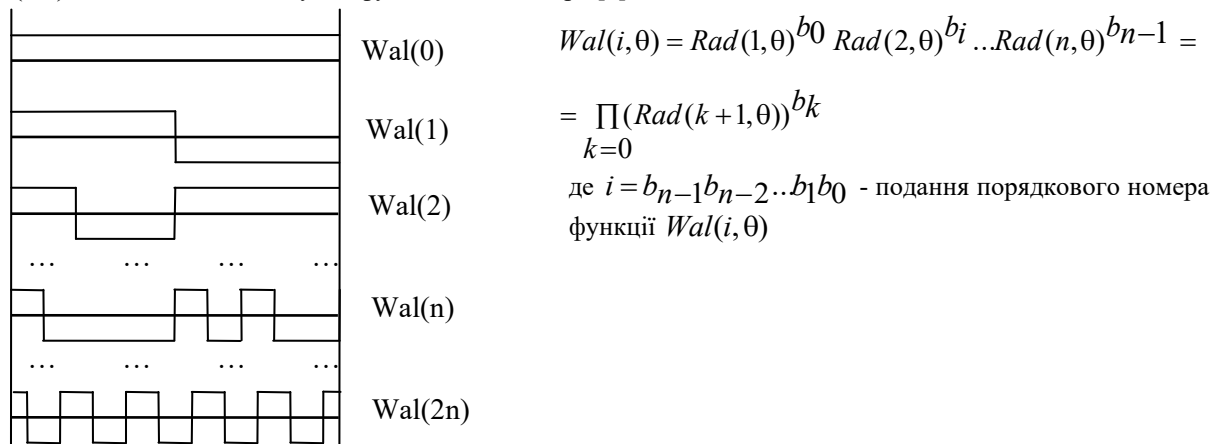 Wal(0)
Wal(i,θ) = Rad(1,θ)^b0 Rad(2,θ)^bi ...Rad(n,θ)^bn−1 =
Wal(1)
= ∏(Rad(k+1,θ))^bk
k=0
Wal(2)
де i = bn−1bn−2...b1b0 - подання порядкового номера
функції Wal(i,θ)
... ... ... ...
Wal(n)
... ... ... ...
Wal(2n)